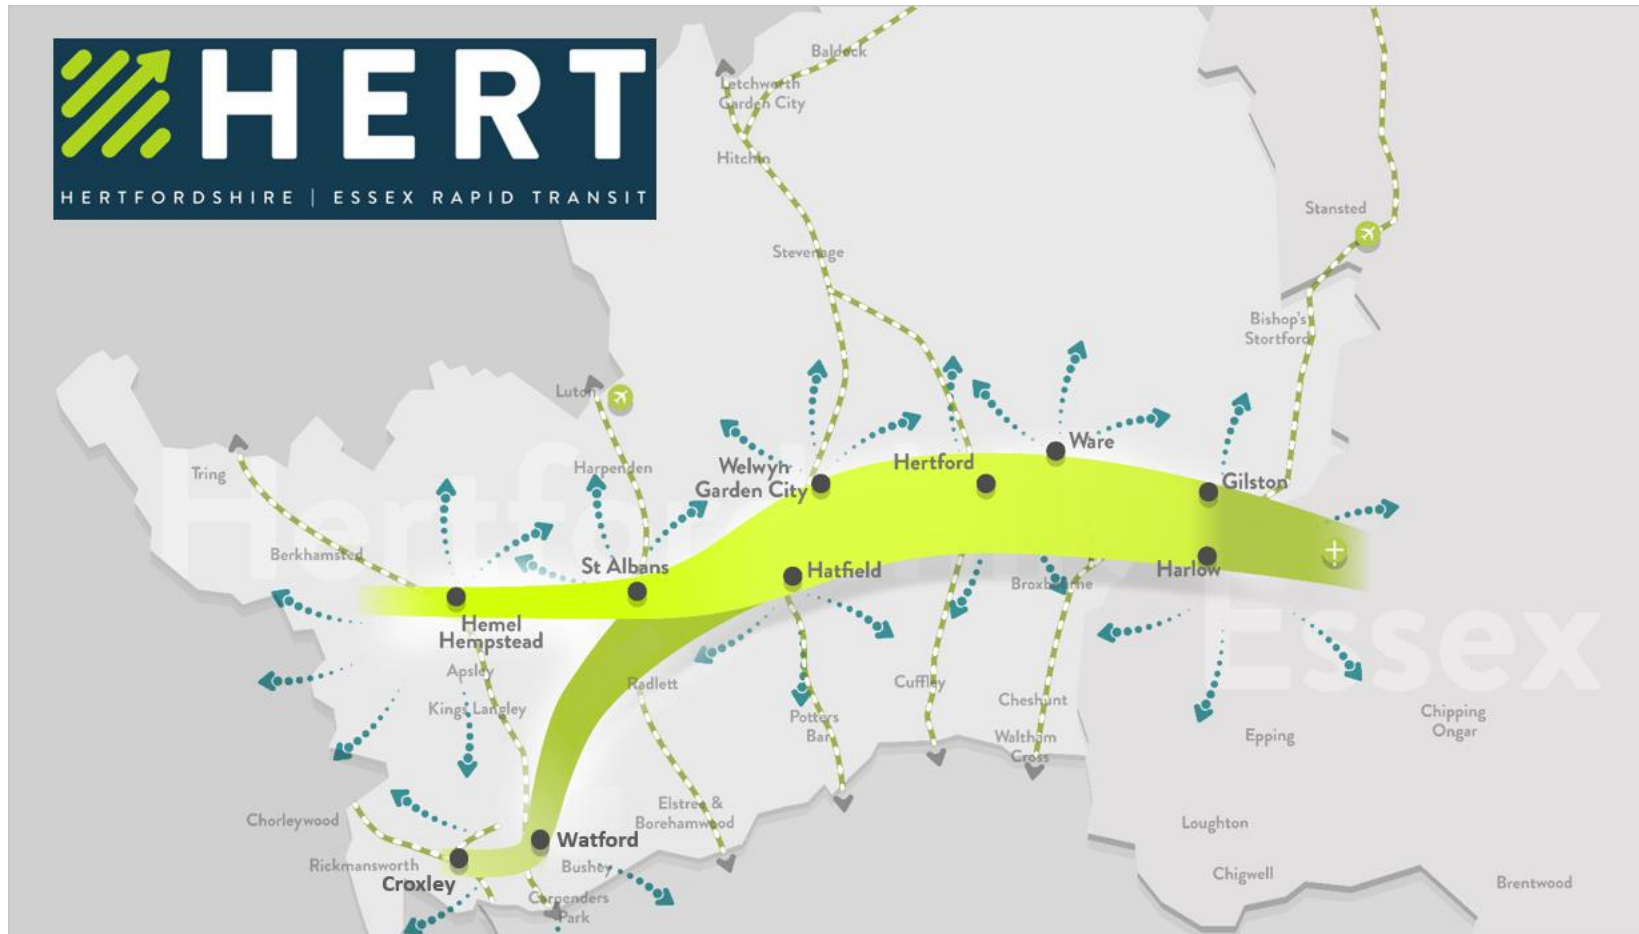 HERT
HERTFORDSHIRE | ESSEX RAPID TRANSIT
Baldock
Letchworth
Garden City
Hitchin
Stansted
Stevenage
Bishop's
Stortford
Luton
Ware
Welwyn
Garden City
Hertford
Tring
Harpenden
Gilston
Hertfordshire
Berkhamsted
St Albans
Hatfield
Harlow
Broxbourne
Hemel
Hempstead
Essex
Apsley
Radlett
Cuffley
Kings Langley
Cheshunt
Potters
Bar
Chipping
Ongar
Waltham
Cross
Epping
Elstree &
Borehamwood
Chorleywood
Loughton
Watford
Rickmansworth
Bushey
Croxley
Chigwell
Brentwood
Carpenders
Park